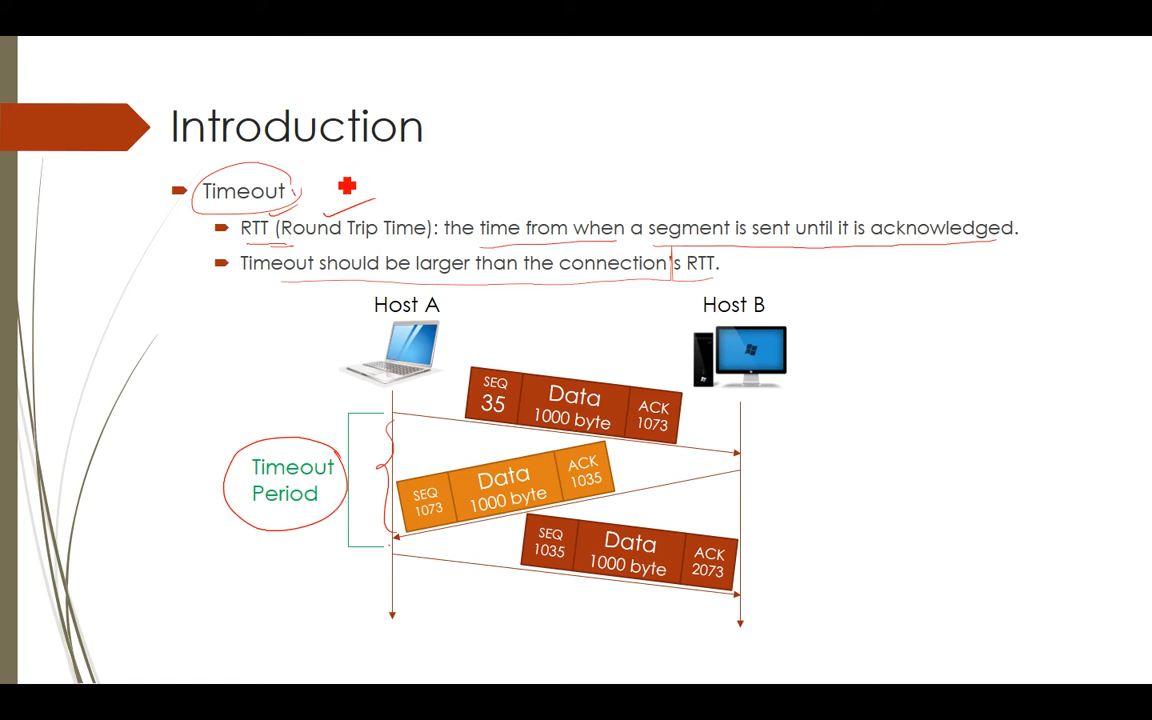 Introduction
Timeout
RTT (Round Trip Time): the time from when a segment is sent until it is acknowledged.
Timeout should be larger than the connection's RTT.
Host A
Host B
SEQ
35
Data
1000 byte
ACK
1073
Timeout
Period
SEQ
1073
Data
1000 byte
ACK
1035
SEQ
1035
Data
1000 byte
ACK
2073